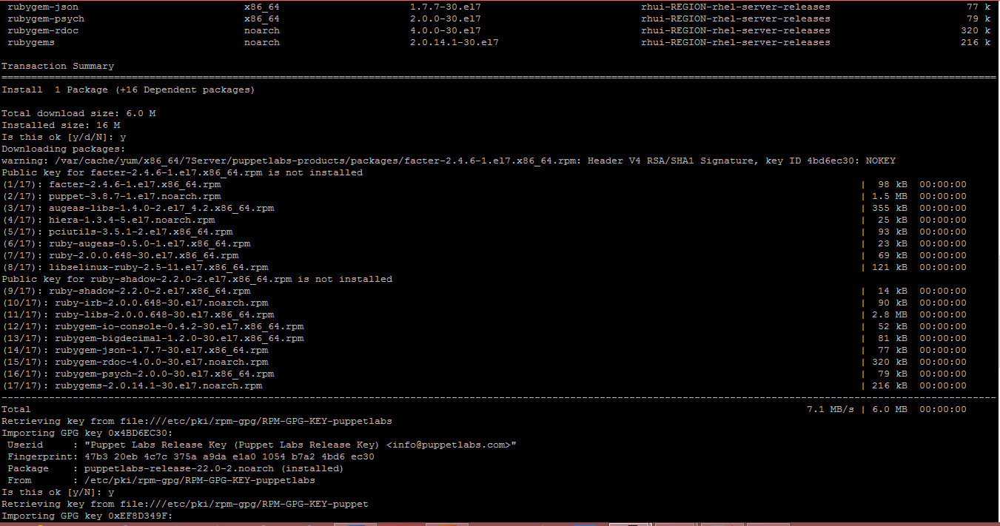 rubygem-json x86_64 1.7.7-30.el7 rhui-REGION-rhel-server-releases 77 k
rubygem-psych x86_64 2.0.0-30.el7 rhui-REGION-rhel-server-releases 79 k
rubygem-rdoc noarch 4.0.0-30.el7 rhui-REGION-rhel-server-releases 320 k
rubygems noarch 2.0.14.1-30.el7 rhui-REGION-rhel-server-releases 216 k
Transaction Summary
================================================================================
Install 1 Package (+16 Dependent packages)
Total download size: 6.0 M
Installed size: 16 M
Is this ok [y/d/N]: y
Downloading packages:
warning: /var/cache/yum/x86_64/7Server/puppetlabs-products/packages/facter-2.4.6-1.el7.x86_64.rpm: Header V4 RSA/SHA1 Signature, key ID 4bd6ec30: NOKEY
Public key for facter-2.4.6-1.el7.x86_64.rpm is not installed
(1/17): facter-2.4.6-1.el7.x86_64.rpm | 98 kB 00:00:00
(2/17): puppet-3.8.7-1.el7.noarch.rpm | 1.5 MB 00:00:00
(3/17): augeas-libs-1.4.0-2.el7_4.2.x86_64.rpm | 355 kB 00:00:00
(4/17): hiera-1.3.4-5.el7.noarch.rpm | 25 kB 00:00:00
(5/17): pciutils-3.5.1-2.el7.x86_64.rpm | 93 kB 00:00:00
(6/17): ruby-augeas-0.5.0-1.el7.x86_64.rpm | 23 kB 00:00:00
(7/17): ruby-2.0.0.648-30.el7.x86_64.rpm | 69 kB 00:00:00
(8/17): libselinux-ruby-2.5-11.el7.x86_64.rpm | 121 kB 00:00:00
Public key for ruby-shadow-2.2.0-2.el7.x86_64.rpm is not installed
(9/17): ruby-shadow-2.2.0-2.el7.x86_64.rpm | 14 kB 00:00:00
(10/17): ruby-irb-2.0.0.648-30.el7.noarch.rpm | 90 kB 00:00:00
(11/17): ruby-libs-2.0.0.648-30.el7.x86_64.rpm | 2.8 MB 00:00:00
(12/17): rubygem-io-console-0.4.2-30.el7.x86_64.rpm | 52 kB 00:00:00
(13/17): rubygem-bigdecimal-1.2.0-30.el7.x86_64.rpm | 81 kB 00:00:00
(14/17): rubygem-json-1.7.7-30.el7.x86_64.rpm | 77 kB 00:00:00
(15/17): rubygem-rdoc-4.0.0-30.el7.noarch.rpm | 320 kB 00:00:00
(16/17): rubygem-psych-2.0.0-30.el7.x86_64.rpm | 79 kB 00:00:00
(17/17): rubygems-2.0.14.1-30.el7.noarch.rpm | 216 kB 00:00:00
--------------------------------------------------------------------------------
Total 7.1 MB/s | 6.0 MB 00:00:00
Retrieving key from file:///etc/pki/rpm-gpg/RPM-GPG-KEY-puppetlabs
Importing GPG key 0x4BD6EC30:
Userid : "Puppet Labs Release Key (Puppet Labs Release Key) <info@puppetlabs.com>"
Fingerprint: 47b3 20eb 4c7c 375a a9da e1a0 1054 b7a2 4bd6 ec30
Package : puppetlabs-release-22.0-2.noarch (installed)
From : /etc/pki/rpm-gpg/RPM-GPG-KEY-puppetlabs
Is this ok [y/N]: y
Retrieving key from file:///etc/pki/rpm-gpg/RPM-GPG-KEY-puppet
Importing GPG key 0xEF8D349F: